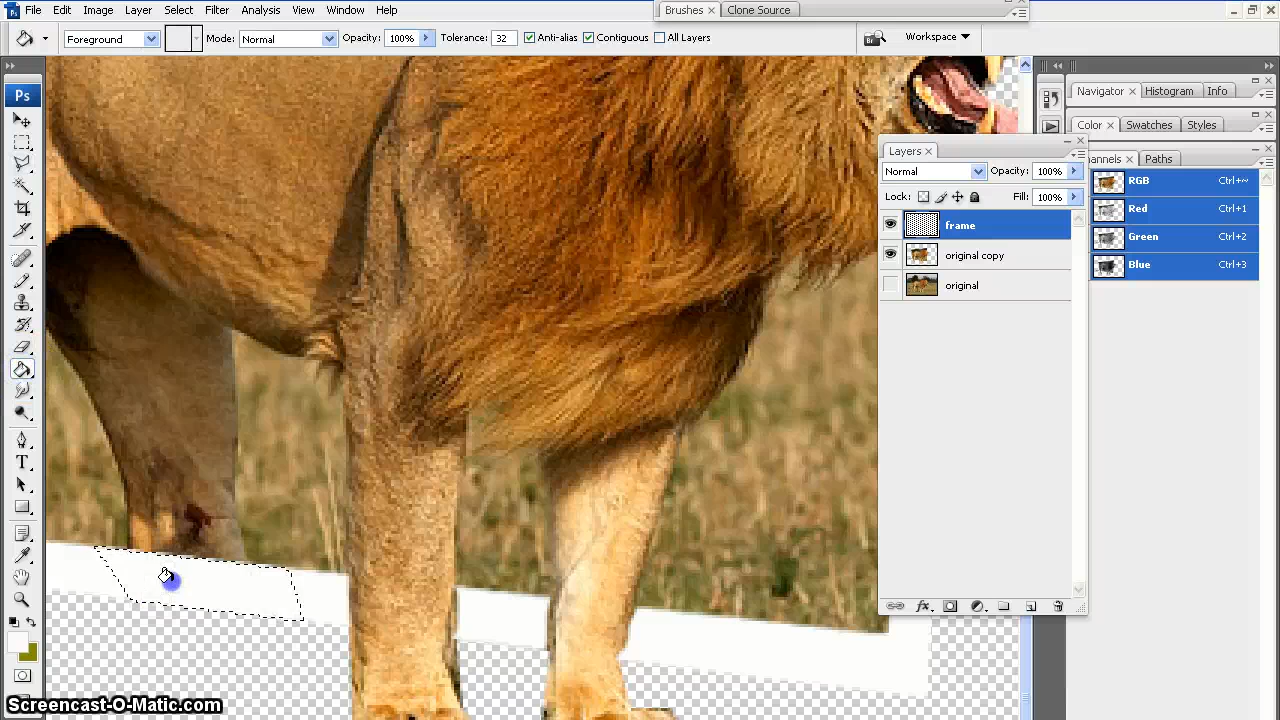 File Edit Image Layer Select Filter Analysis View Window Help
Brushes × Clone Source
Foreground Mode: Normal Opacity: 100% Tolerance: 32 Anti-alias Contiguous All Layers Br Workspace
Ps
Navigator × Histogram Info
Color × Swatches Styles
Layers × annels × Paths
Normal Opacity: 100%
Lock: Fill: 100%
RGB Ctrl+~
Red Ctrl+1
Green Ctrl+2
Blue Ctrl+3
frame
original copy
original
T
fx
Screencast-O-Matic.com